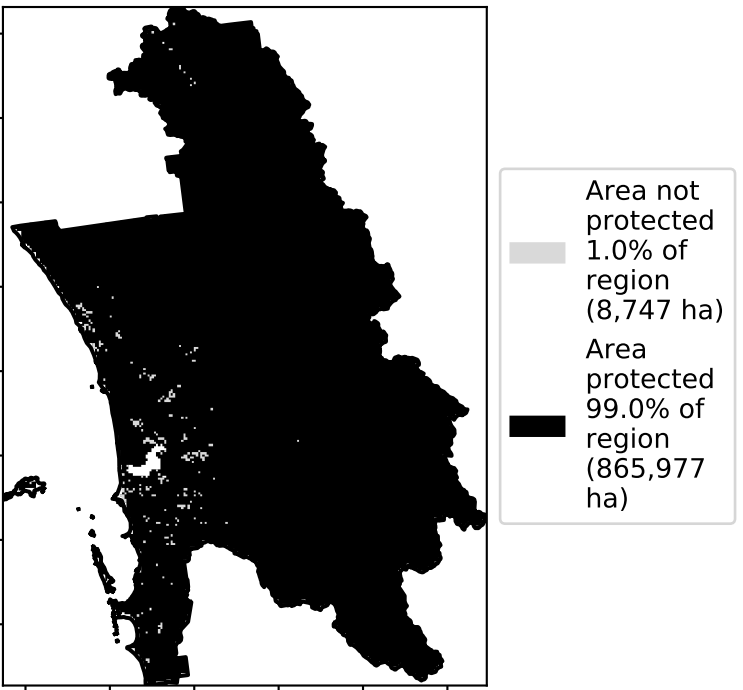 Area not
protected
1.0% of
region
(8,747 ha)
Area
protected
99.0% of
region
(865,977
ha)